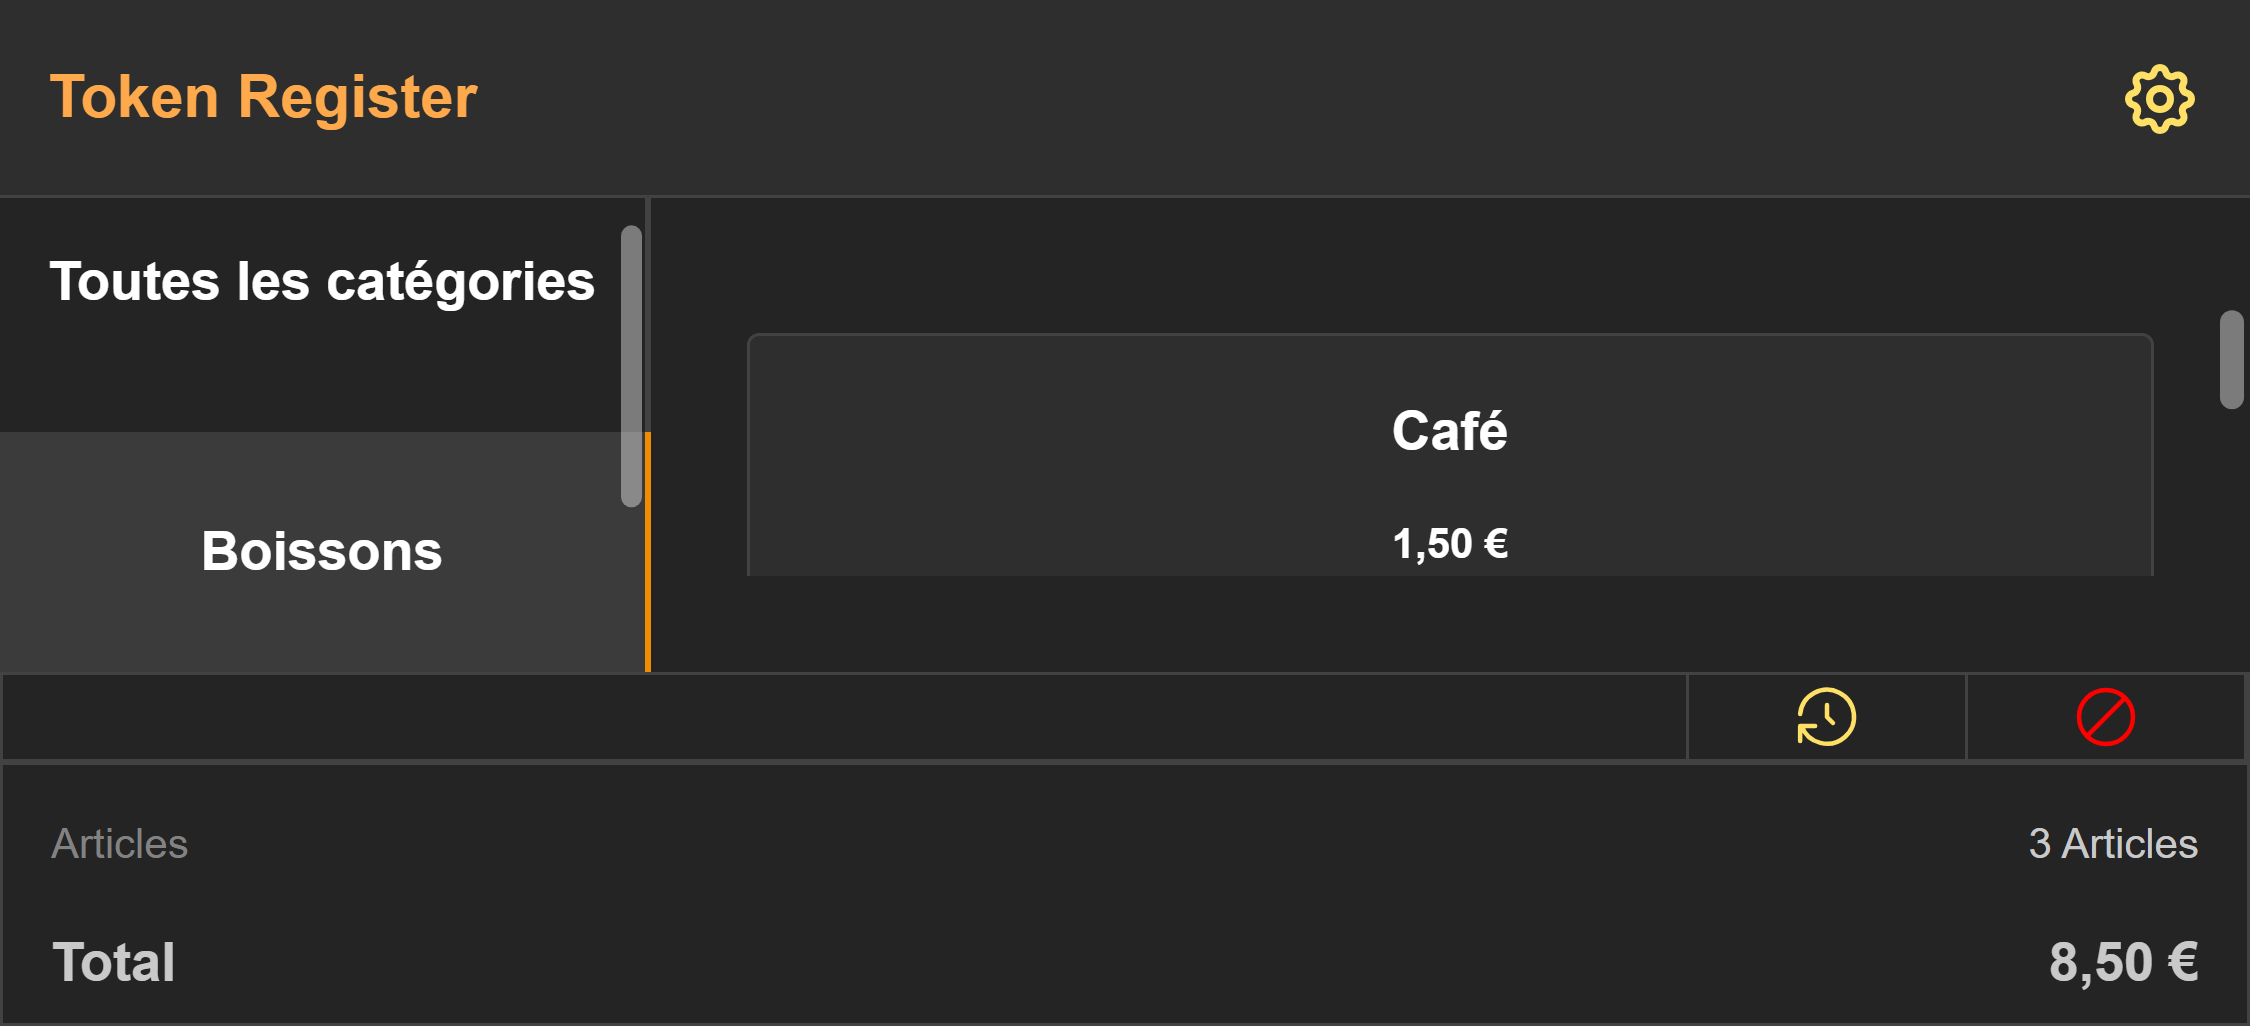 Token Register
Toutes les catégories
Boissons
Café
1,50 €
Articles
3 Articles
Total
8,50 €